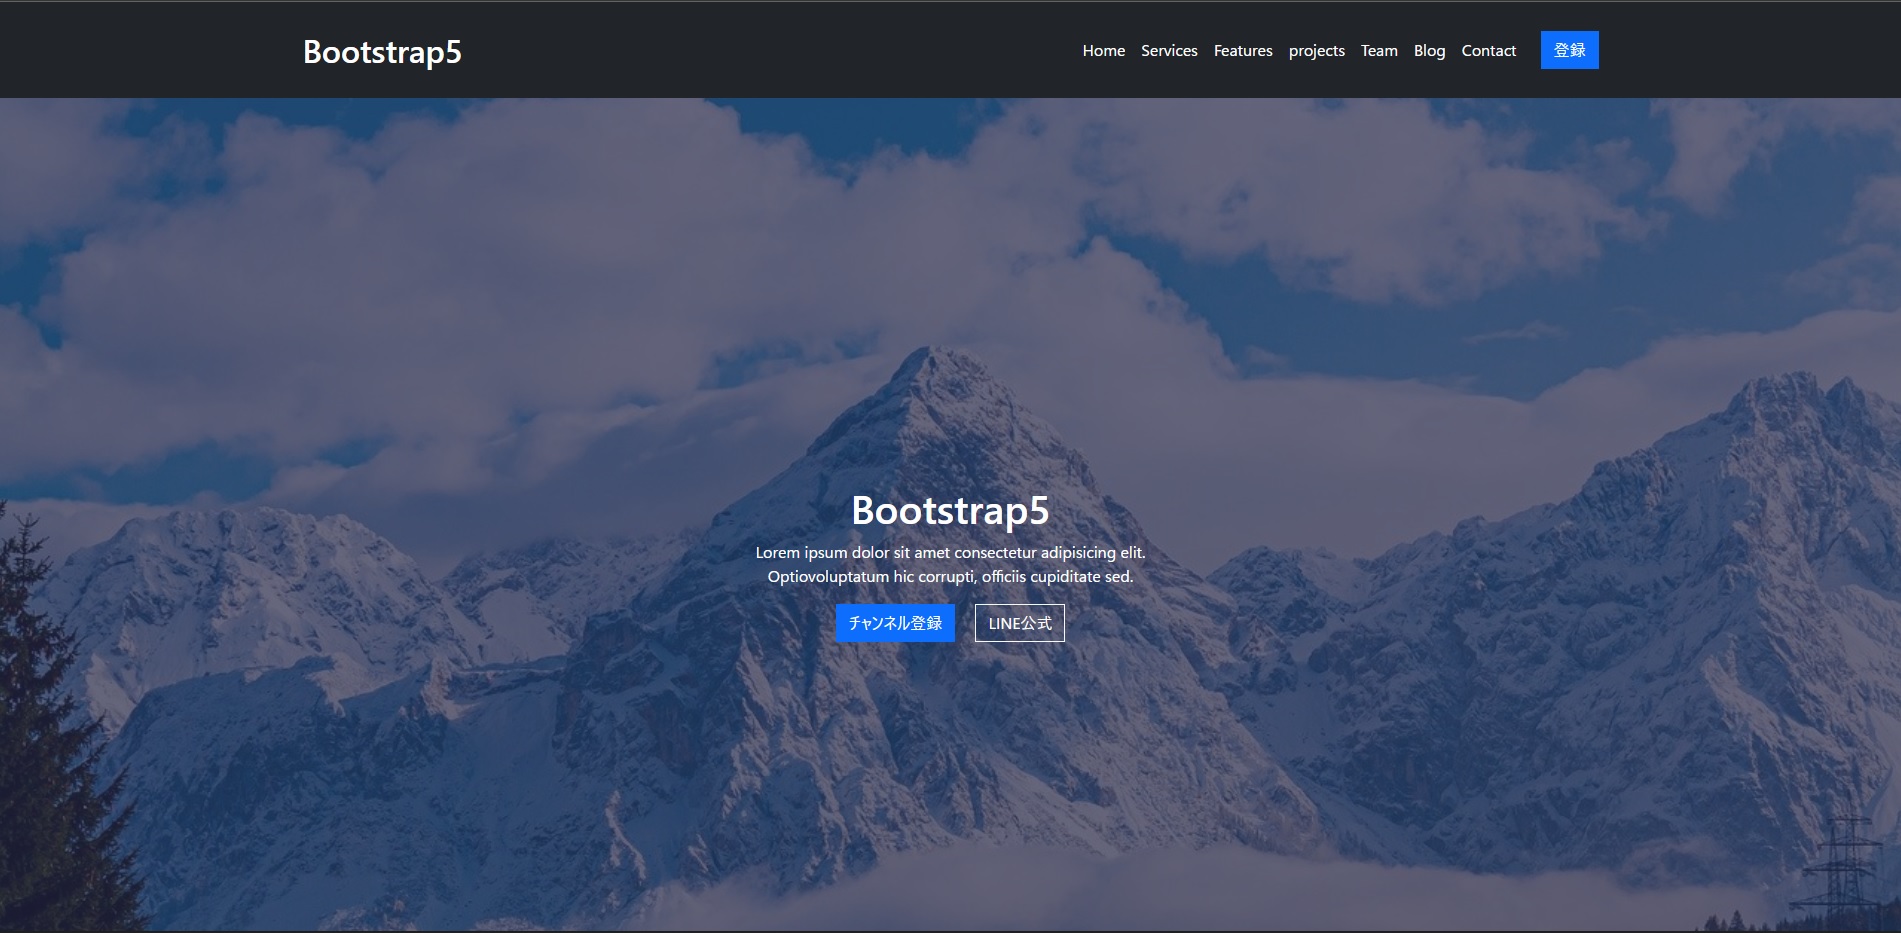 Bootstrap5
Home Services Features projects Team Blog Contact 登録
Bootstrap5
Lorem ipsum dolor sit amet consectetur adipisicing elit.
Optiovoluptatum hic corrupti, officiis cupiditate sed.
チャンネル登録 LINE公式